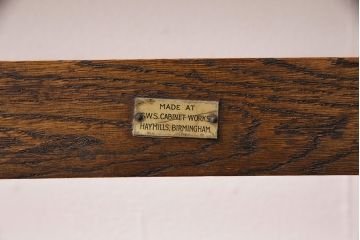 MADE AT
S.W.S. CABINET WORKS
HAYMILLS, BIRMINGHAM